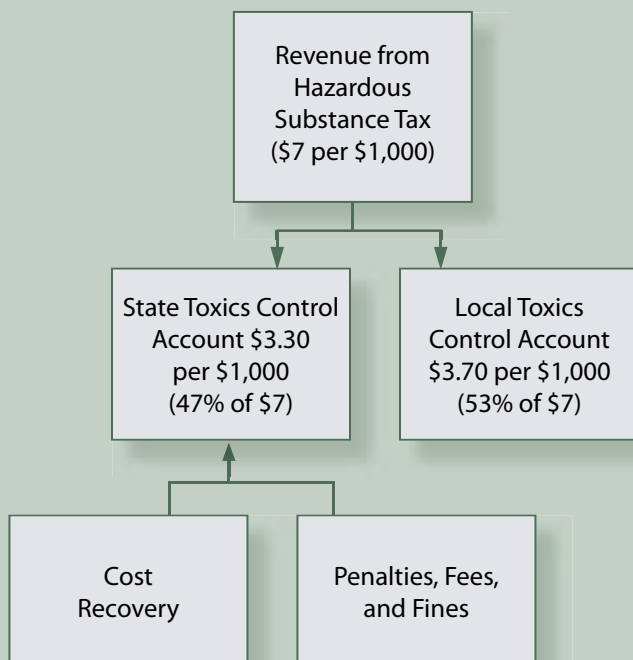 Revenue from
Hazardous
Substance Tax
($7 per $1,000)
State Toxics Control
Account $3.30
per $1,000
(47% of $7)
Local Toxics
Control Account
$3.70 per $1,000
(53% of $7)
Cost
Recovery
Penalties, Fees,
and Fines